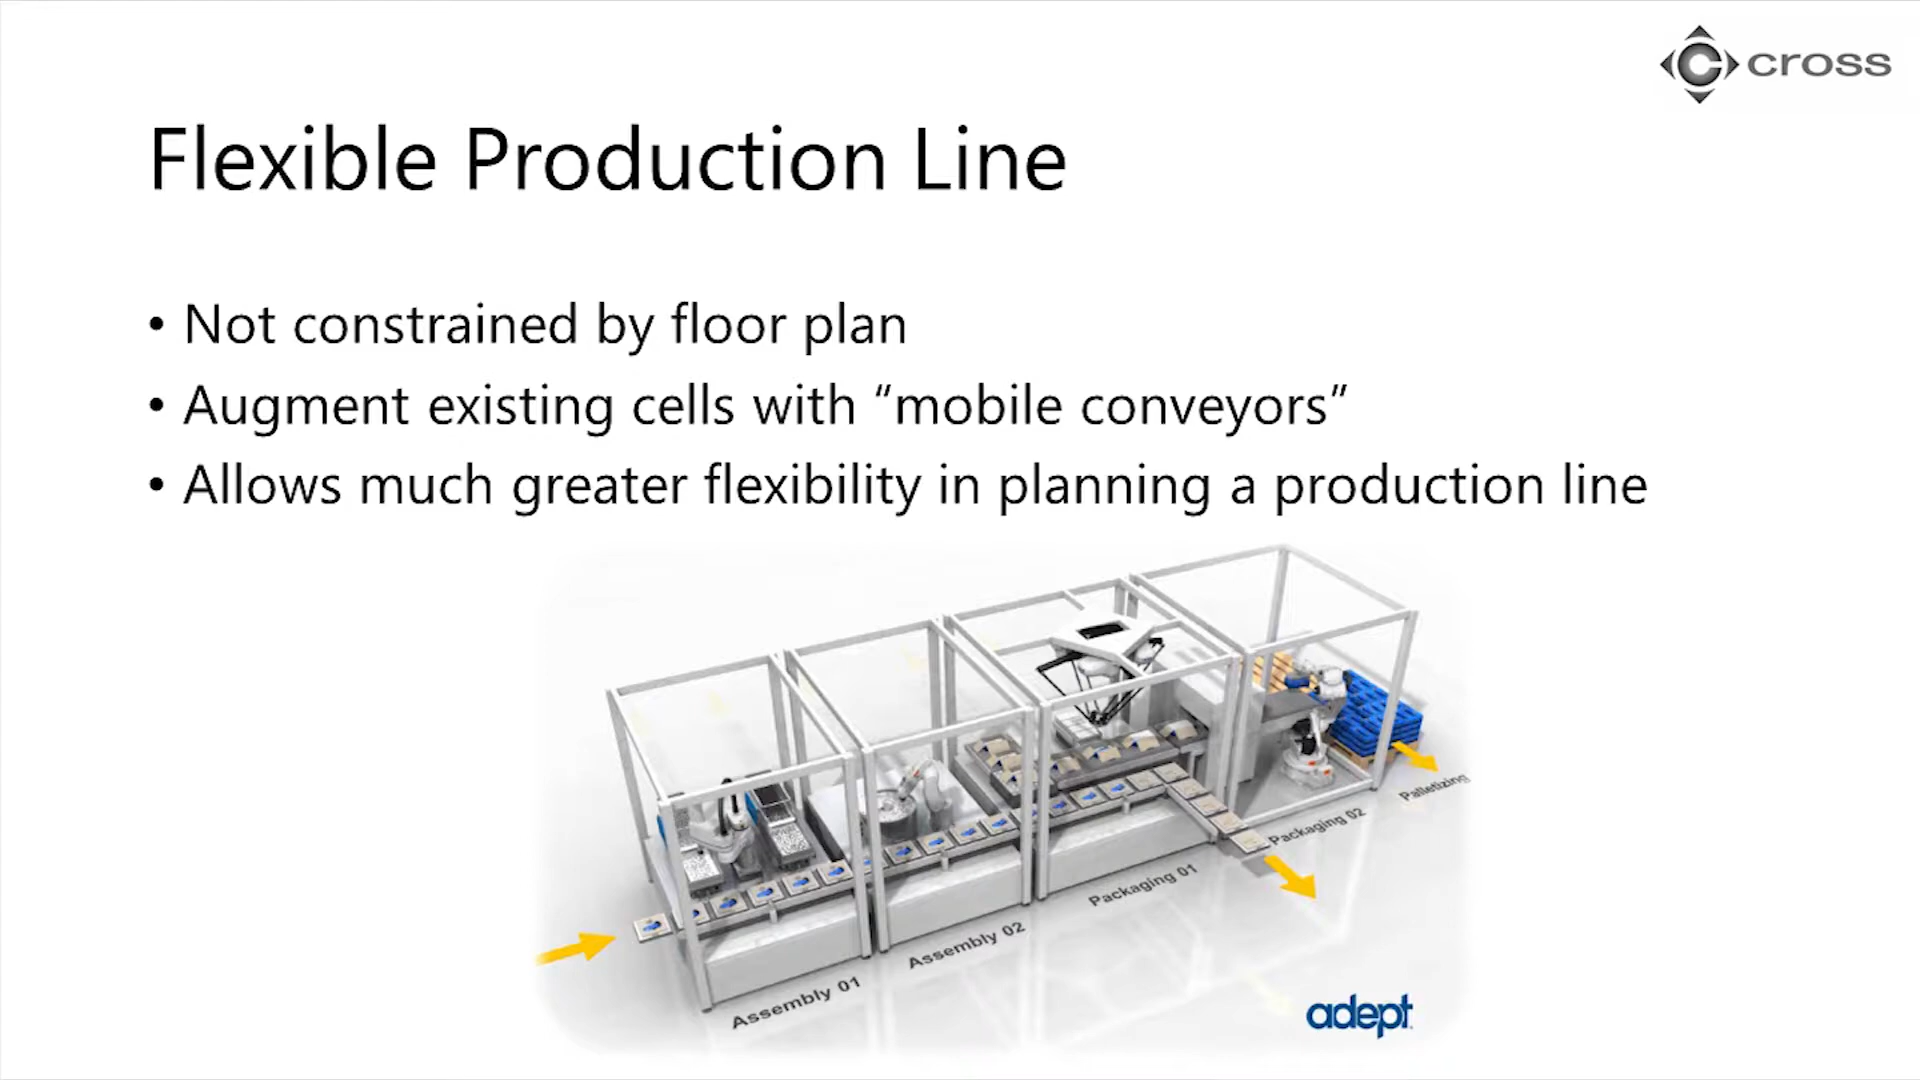 cross
Flexible Production Line
• Not constrained by floor plan
• Augment existing cells with “mobile conveyors”
• Allows much greater flexibility in planning a production line
Assembly 01
Assembly 02
Packaging 01
Packaging 02
Palletizing
adept